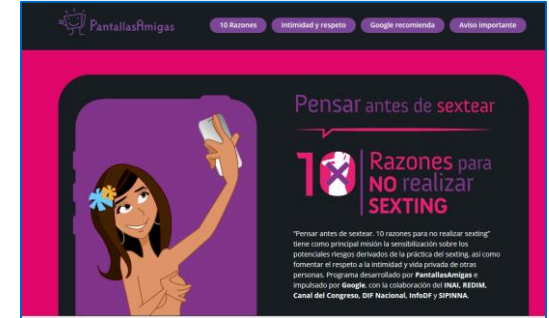 PantallasAmigas
10 Razones
Intimidad y respeto
Google recomienda
Aviso importante
Pensar antes de sextear
10 Razones para
NO realizar
SEXTING
"Pensar antes de sextear. 10 razones para no realizar sexting"
tiene como principal misión la sensibilización sobre los
potenciales riesgos derivados de la práctica del sexting, así como
fomentar el respeto a la intimidad y vida privada de otras
personas. Programa desarrollado por PantallasAmigas e
impulsado por Google, con la colaboración del INAI, REDIM,
Canal del Congreso, DIF Nacional, InfoDF y SIPINNA.